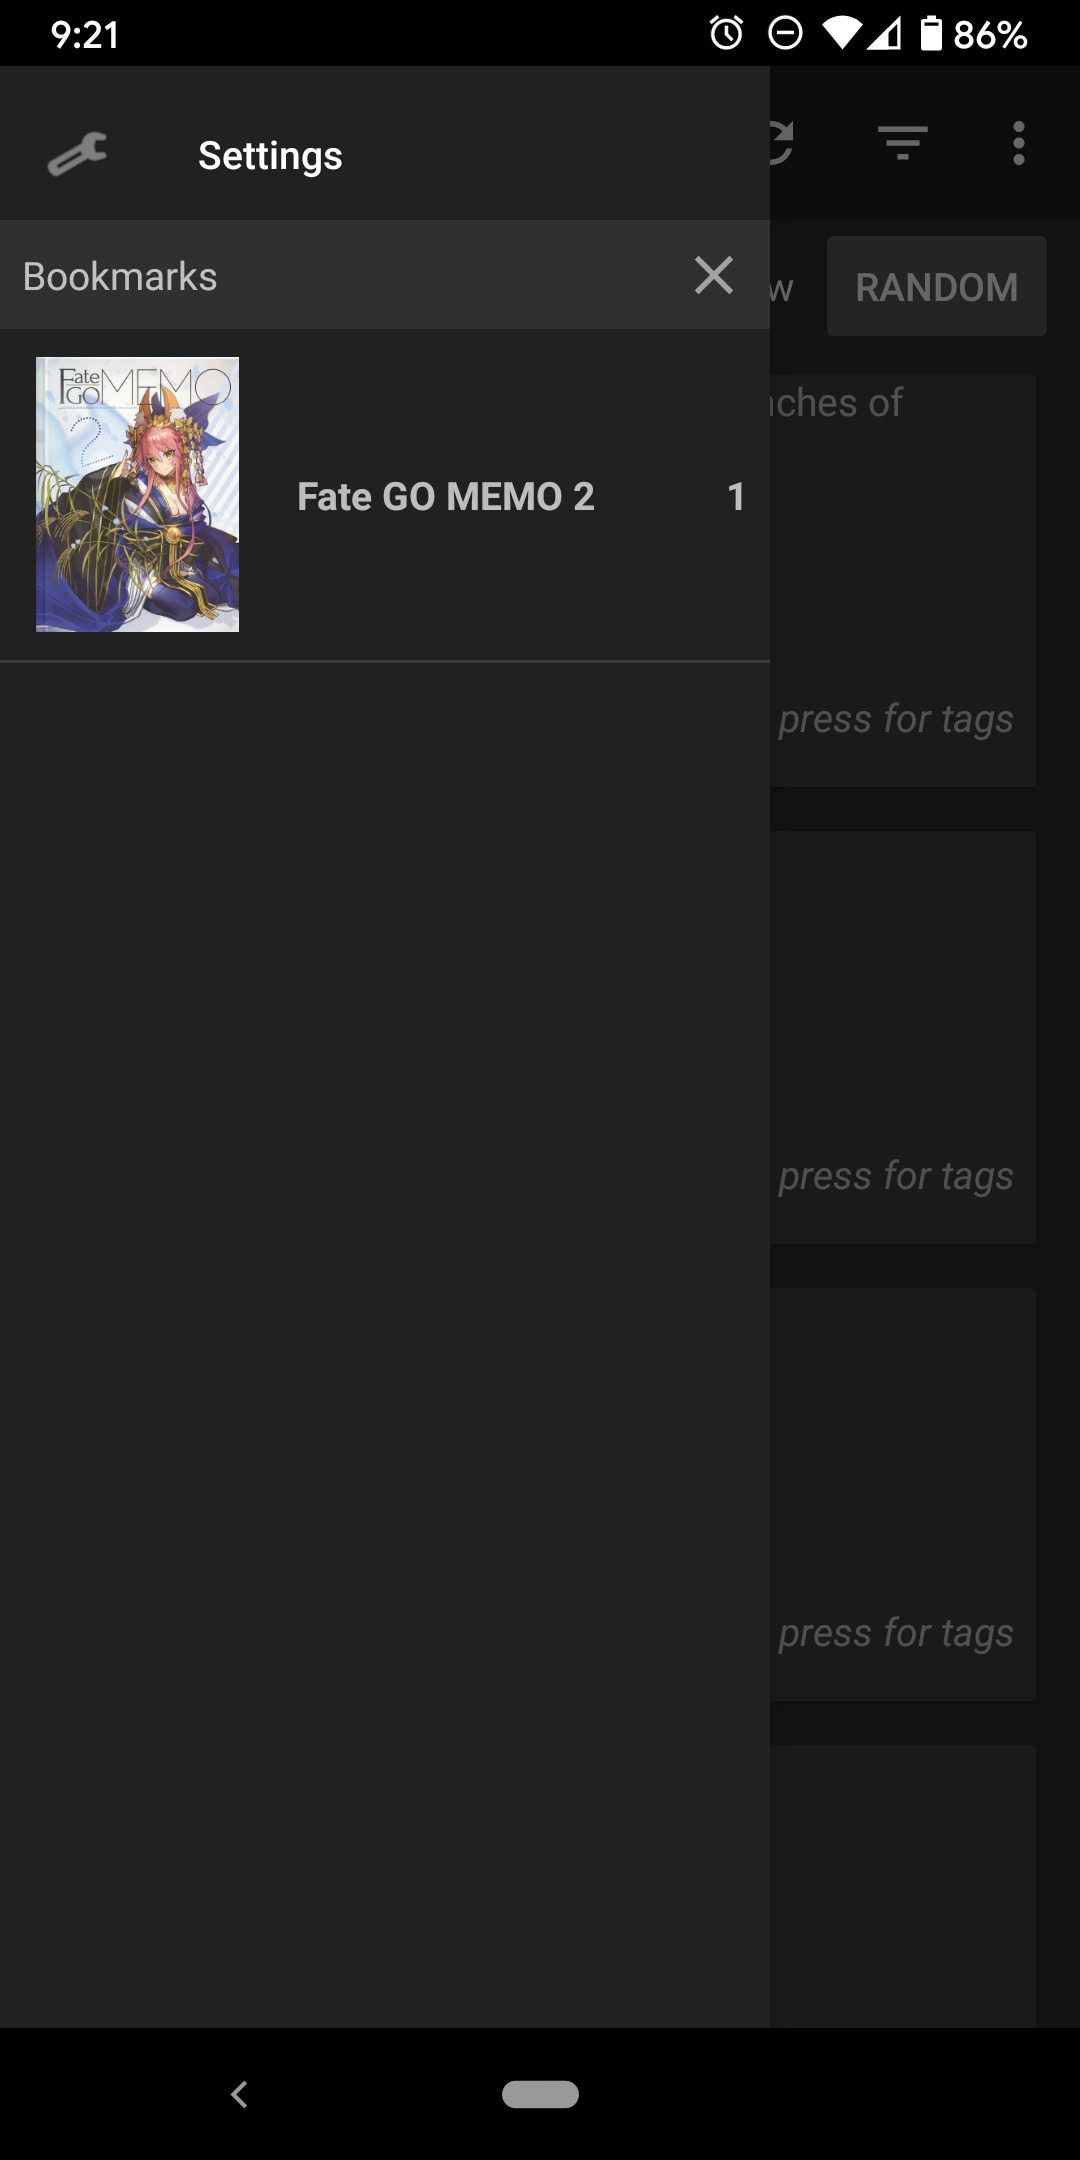 9:21
86%
Settings
Bookmarks
w
RANDOM
Fate
GO MEMO
2
Fate GO MEMO 2
1
nches of
press for tags
press for tags
press for tags